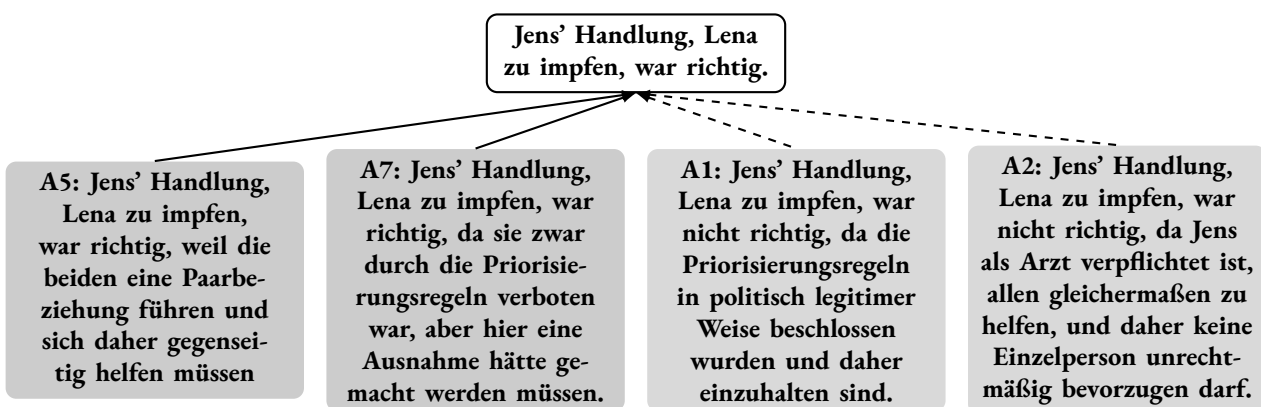 Jens’ Handlung, Lena
zu impfen, war richtig.
A5: Jens’ Handlung,
Lena zu impfen,
war richtig, weil die
beiden eine Paarbe-
ziehung führen und
sich daher gegensei-
tig helfen müssen
A7: Jens’ Handlung,
Lena zu impfen, war
richtig, da sie zwar
durch die Priorisie-
rungsregeln verboten
war, aber hier eine
Ausnahme hätte ge-
macht werden müssen.
A1: Jens’ Handlung,
Lena zu impfen, war
nicht richtig, da die
Priorisierungsregeln
in politisch legitimer
Weise beschlossen
wurden und daher
einzuhalten sind.
A2: Jens’ Handlung,
Lena zu impfen, war
nicht richtig, da Jens
als Arzt verpflichtet ist,
allen gleichermaßen zu
helfen, und daher keine
Einzelperson unrecht-
mäßig bevorzugen darf.